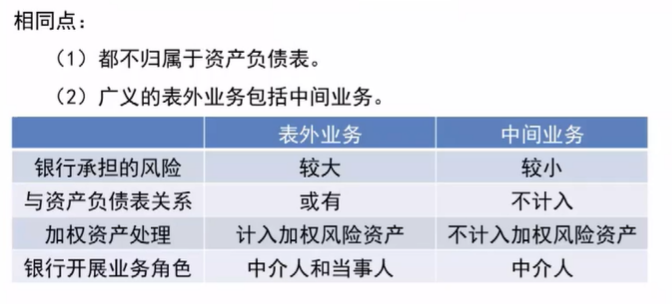 相同点：
（1）都不归属于资产负债表。
（2）广义的表外业务包括中间业务。
表外业务 中间业务
银行承担的风险 较大 较小
与资产负债表关系 或有 不计入
加权资产处理 计入加权风险资产 不计入加权风险资产
银行开展业务角色 中介人和当事人 中介人